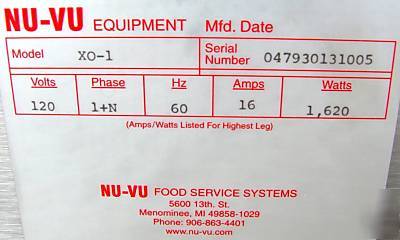 NU-VU EQUIPMENT Mfd. Date
Model XO-1 Serial Number 047930131005
Volts Phase Hz Amps Watts
120 1+N 60 16 1,620
(Amps/Watts Listed For Highest Leg)
NU-VU FOOD SERVICE SYSTEMS
5600 13th. St.
Menominee, MI 49858-1029
Phone: 906-863-4401
www.nu-vu.com